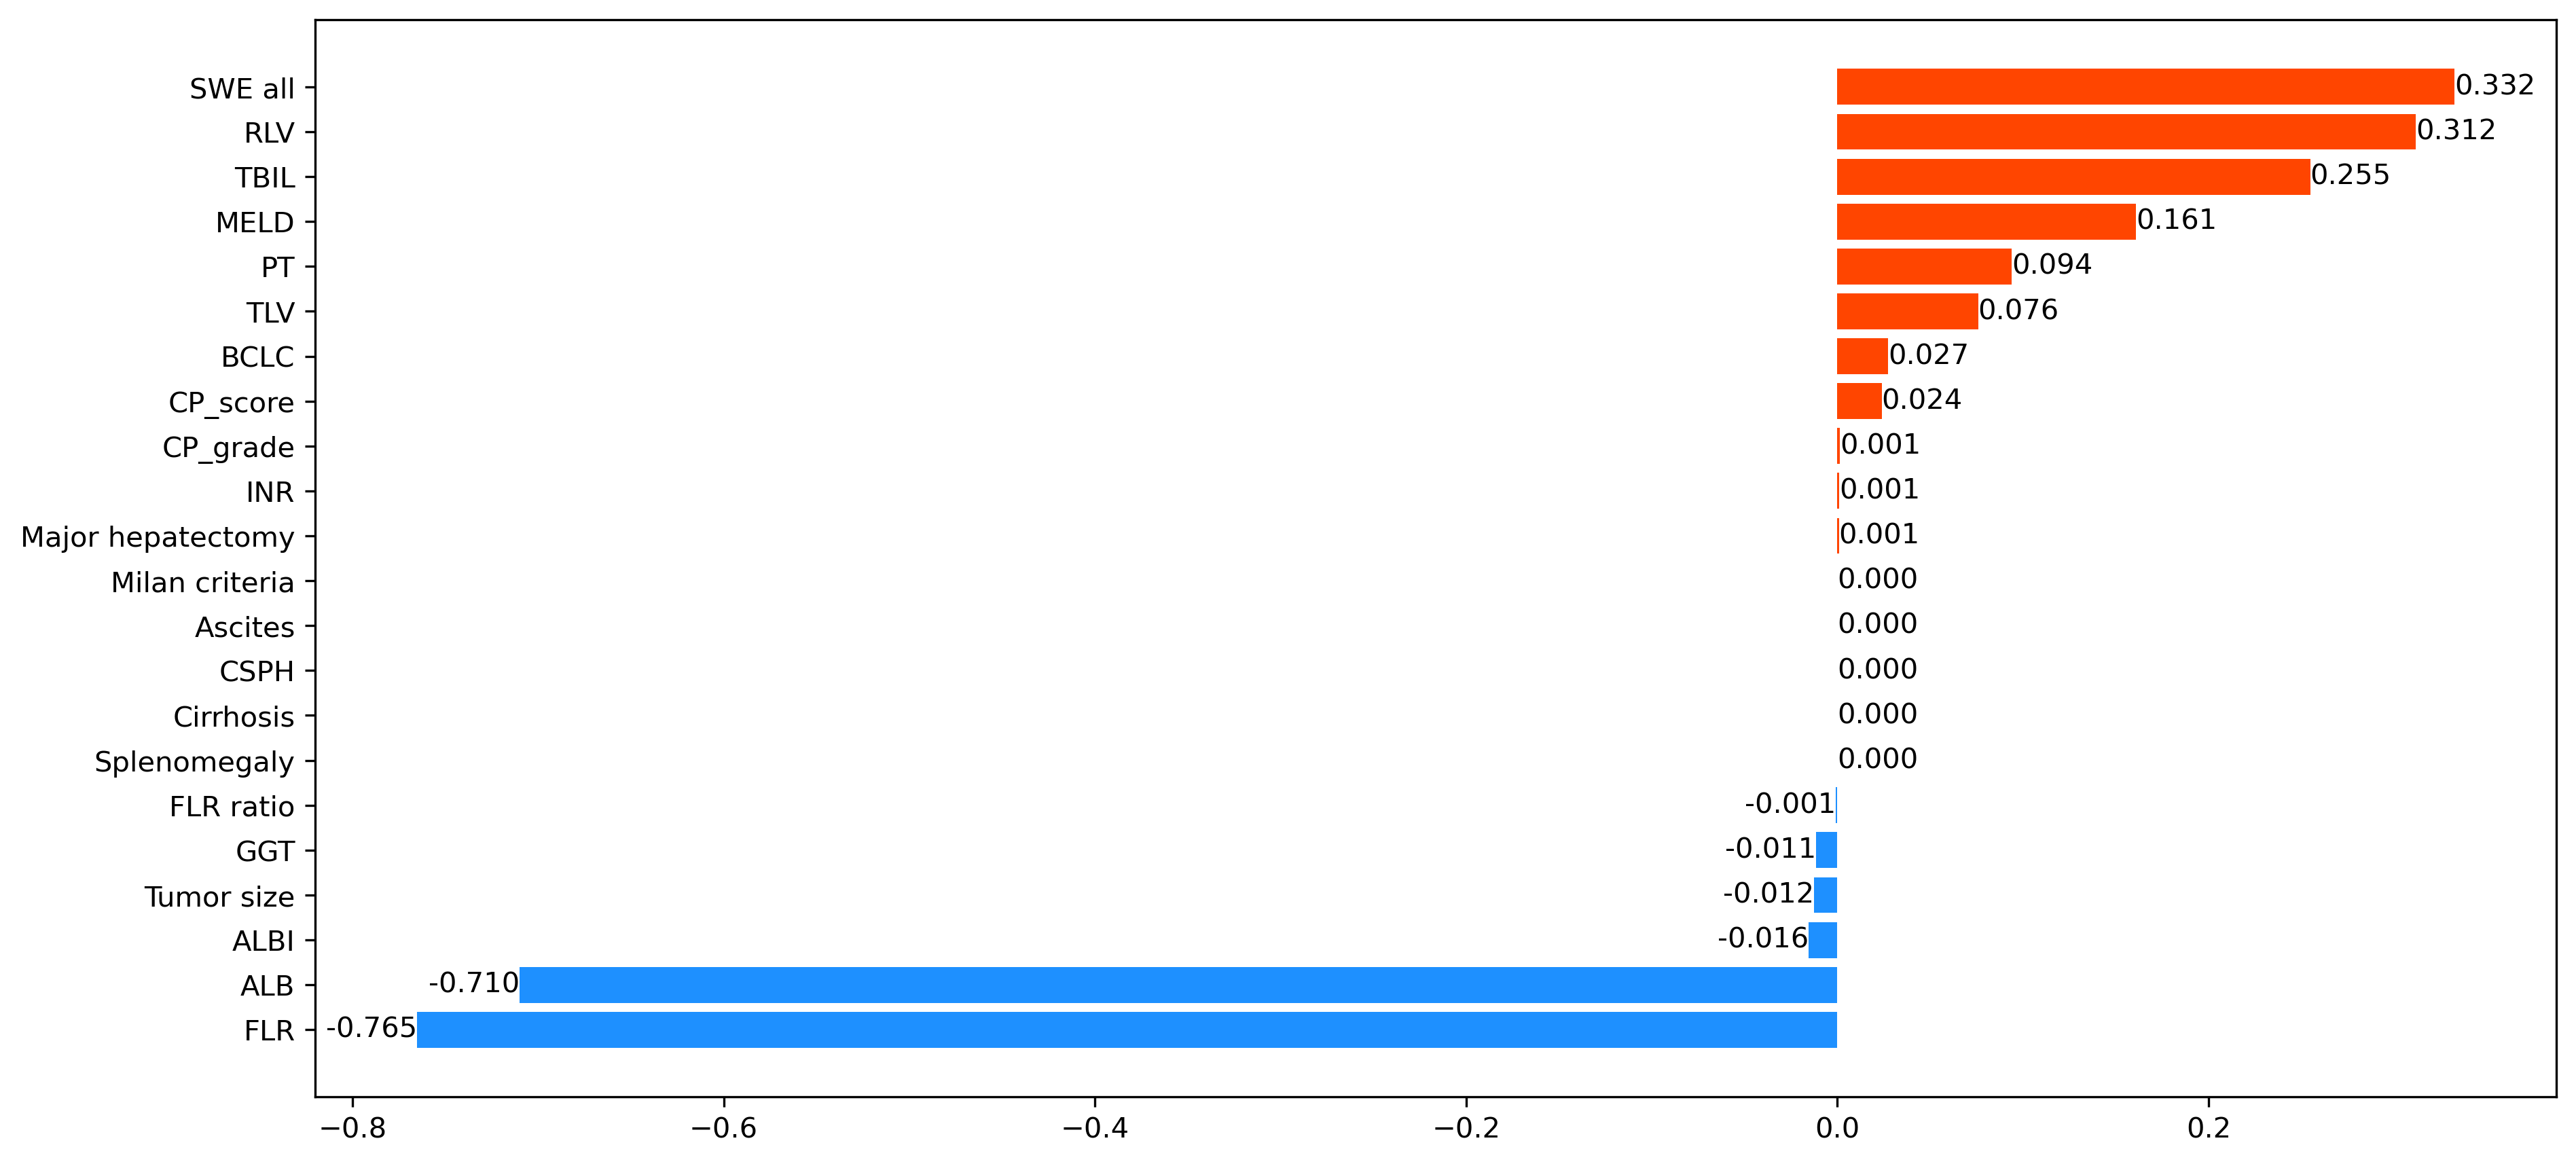 SWE all 0.332
RLV 0.312
TBIL 0.255
MELD 0.161
PT 0.094
TLV 0.076
BCLC 0.027
CP_score 0.024
CP_grade 0.001
INR 0.001
Major hepatectomy 0.001
Milan criteria 0.000
Ascites 0.000
CSPH 0.000
Cirrhosis 0.000
Splenomegaly 0.000
FLR ratio -0.001
GGT -0.011
Tumor size -0.012
ALBI -0.016
ALB -0.710
FLR -0.765
−0.8 −0.6 −0.4 −0.2 0.0 0.2